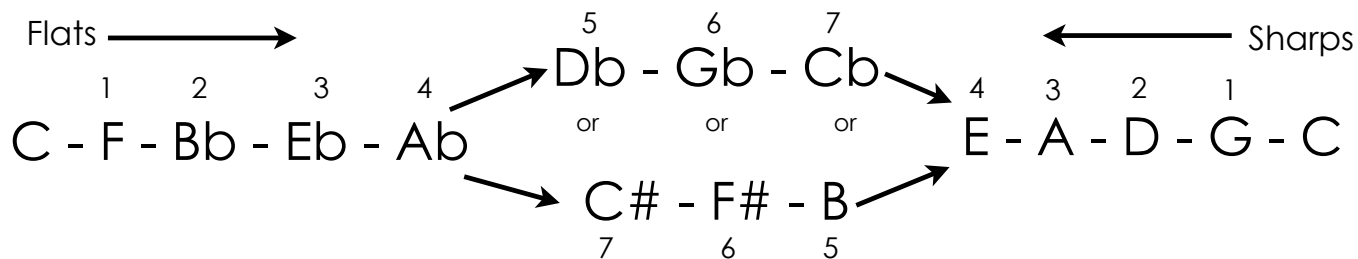 5 6 7
Flats Db - Gb - Cb Sharps
1 2 3 4 4 3 2 1
or or or
C - F - Bb - Eb - Ab E - A - D - G - C
C# - F# - B
7 6 5